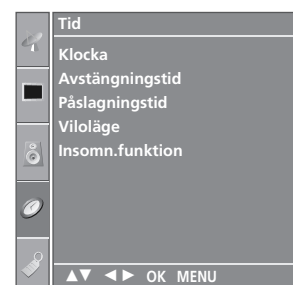 Tid
Klocka
Avstängningstid
Påslagningstid
Viloläge
Insomn.funktion
▲▼ ◄► OK MENU